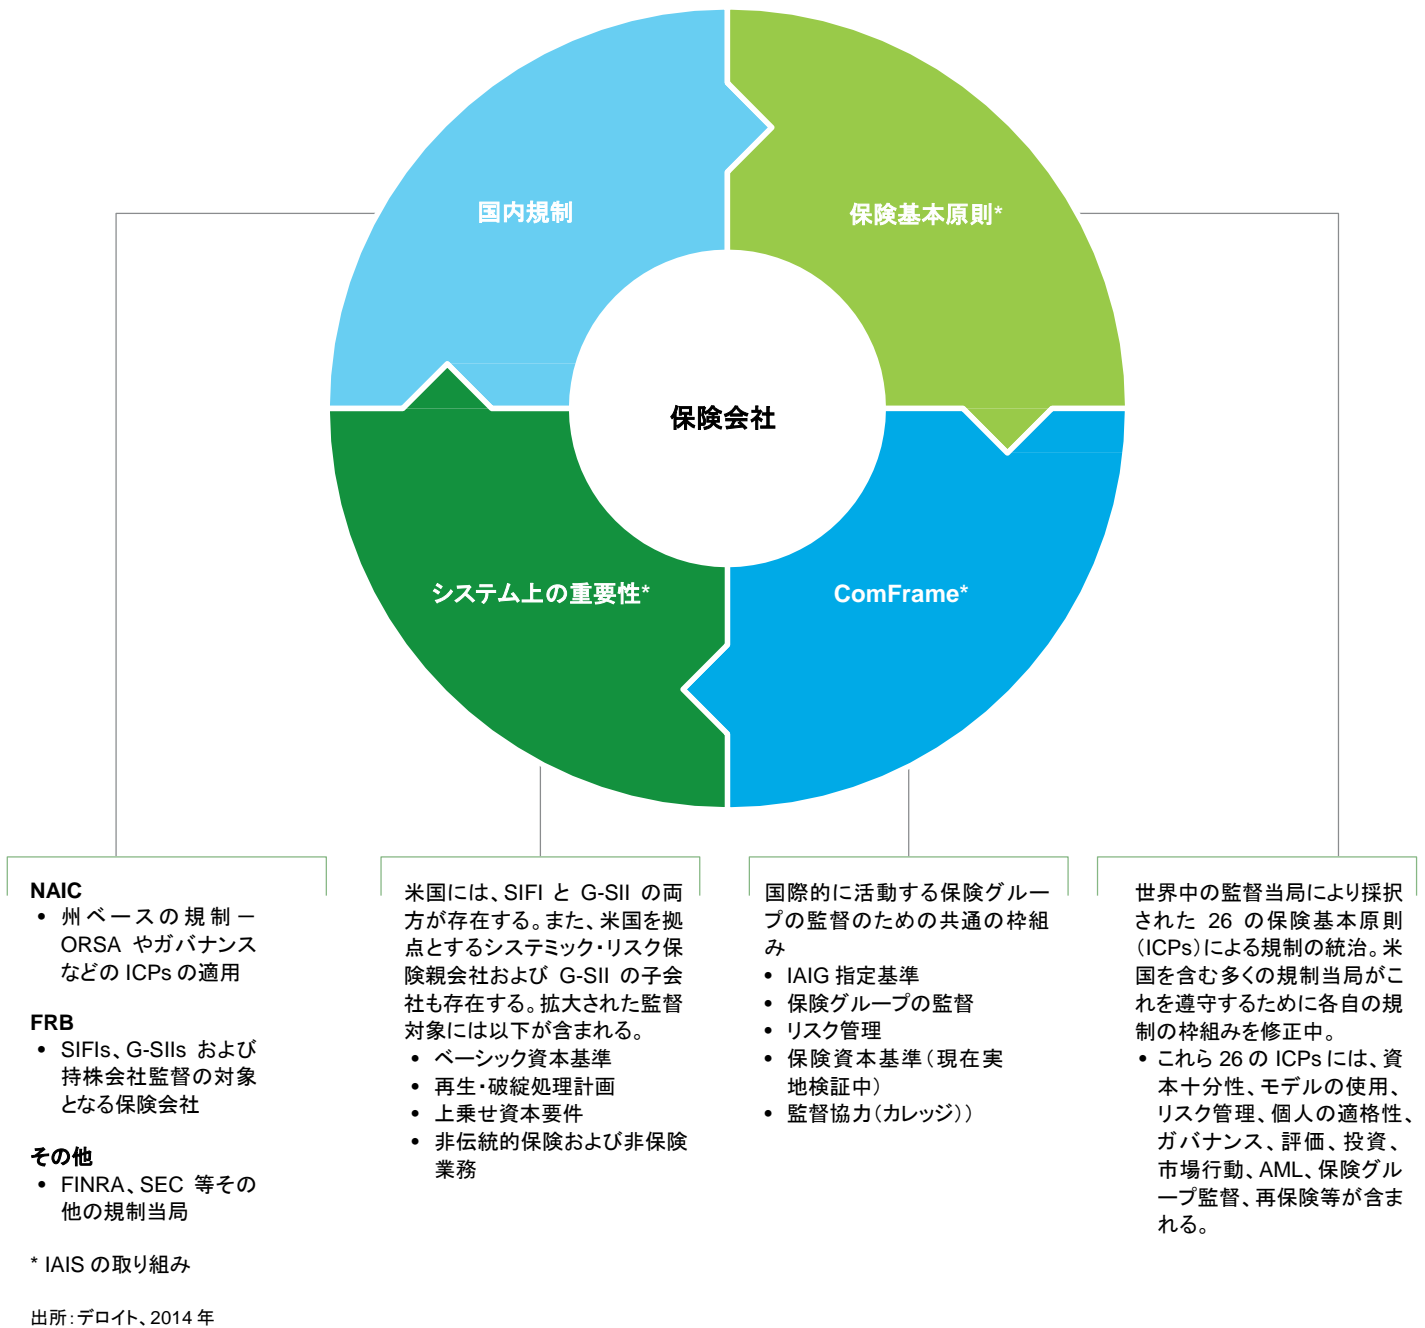 国内規制
保険基本原則*
保険会社
システム上の重要性*
ComFrame*
NAIC
• 州ベースの規制－
ORSA やガバナンス
などの ICPs の適用
FRB
• SIFIs、G-SIIs および
持株会社監督の対象
となる保険会社
その他
• FINRA、SEC 等その
他の規制当局
* IAIS の取り組み
出所：デロイト、2014 年
米国には、SIFI と G-SII の両
方が存在する。また、米国を拠
点とするシステミック・リスク保
険親会社および G-SII の子会
社も存在する。拡大された監督
対象には以下が含まれる。
• ベーシック資本基準
• 再生・破綻処理計画
• 上乗せ資本要件
• 非伝統的保険および非保険
業務
国際的に活動する保険グルー
プの監督のための共通の枠組
み
• IAIG 指定基準
• 保険グループの監督
• リスク管理
• 保険資本基準（現在実
地検証中）
• 監督協力（カレッジ））
世界中の監督当局により採択
された 26 の保険基本原則
（ICPs）による規制の統治。米
国を含む多くの規制当局がこ
れを遵守するために各自の規
制の枠組みを修正中。
• これら 26 の ICPs には、資
本十分性、モデルの使用、
リスク管理、個人の適格性、
ガバナンス、評価、投資、
市場行動、AML、保険グル
ープ監督、再保険等が含ま
れる。